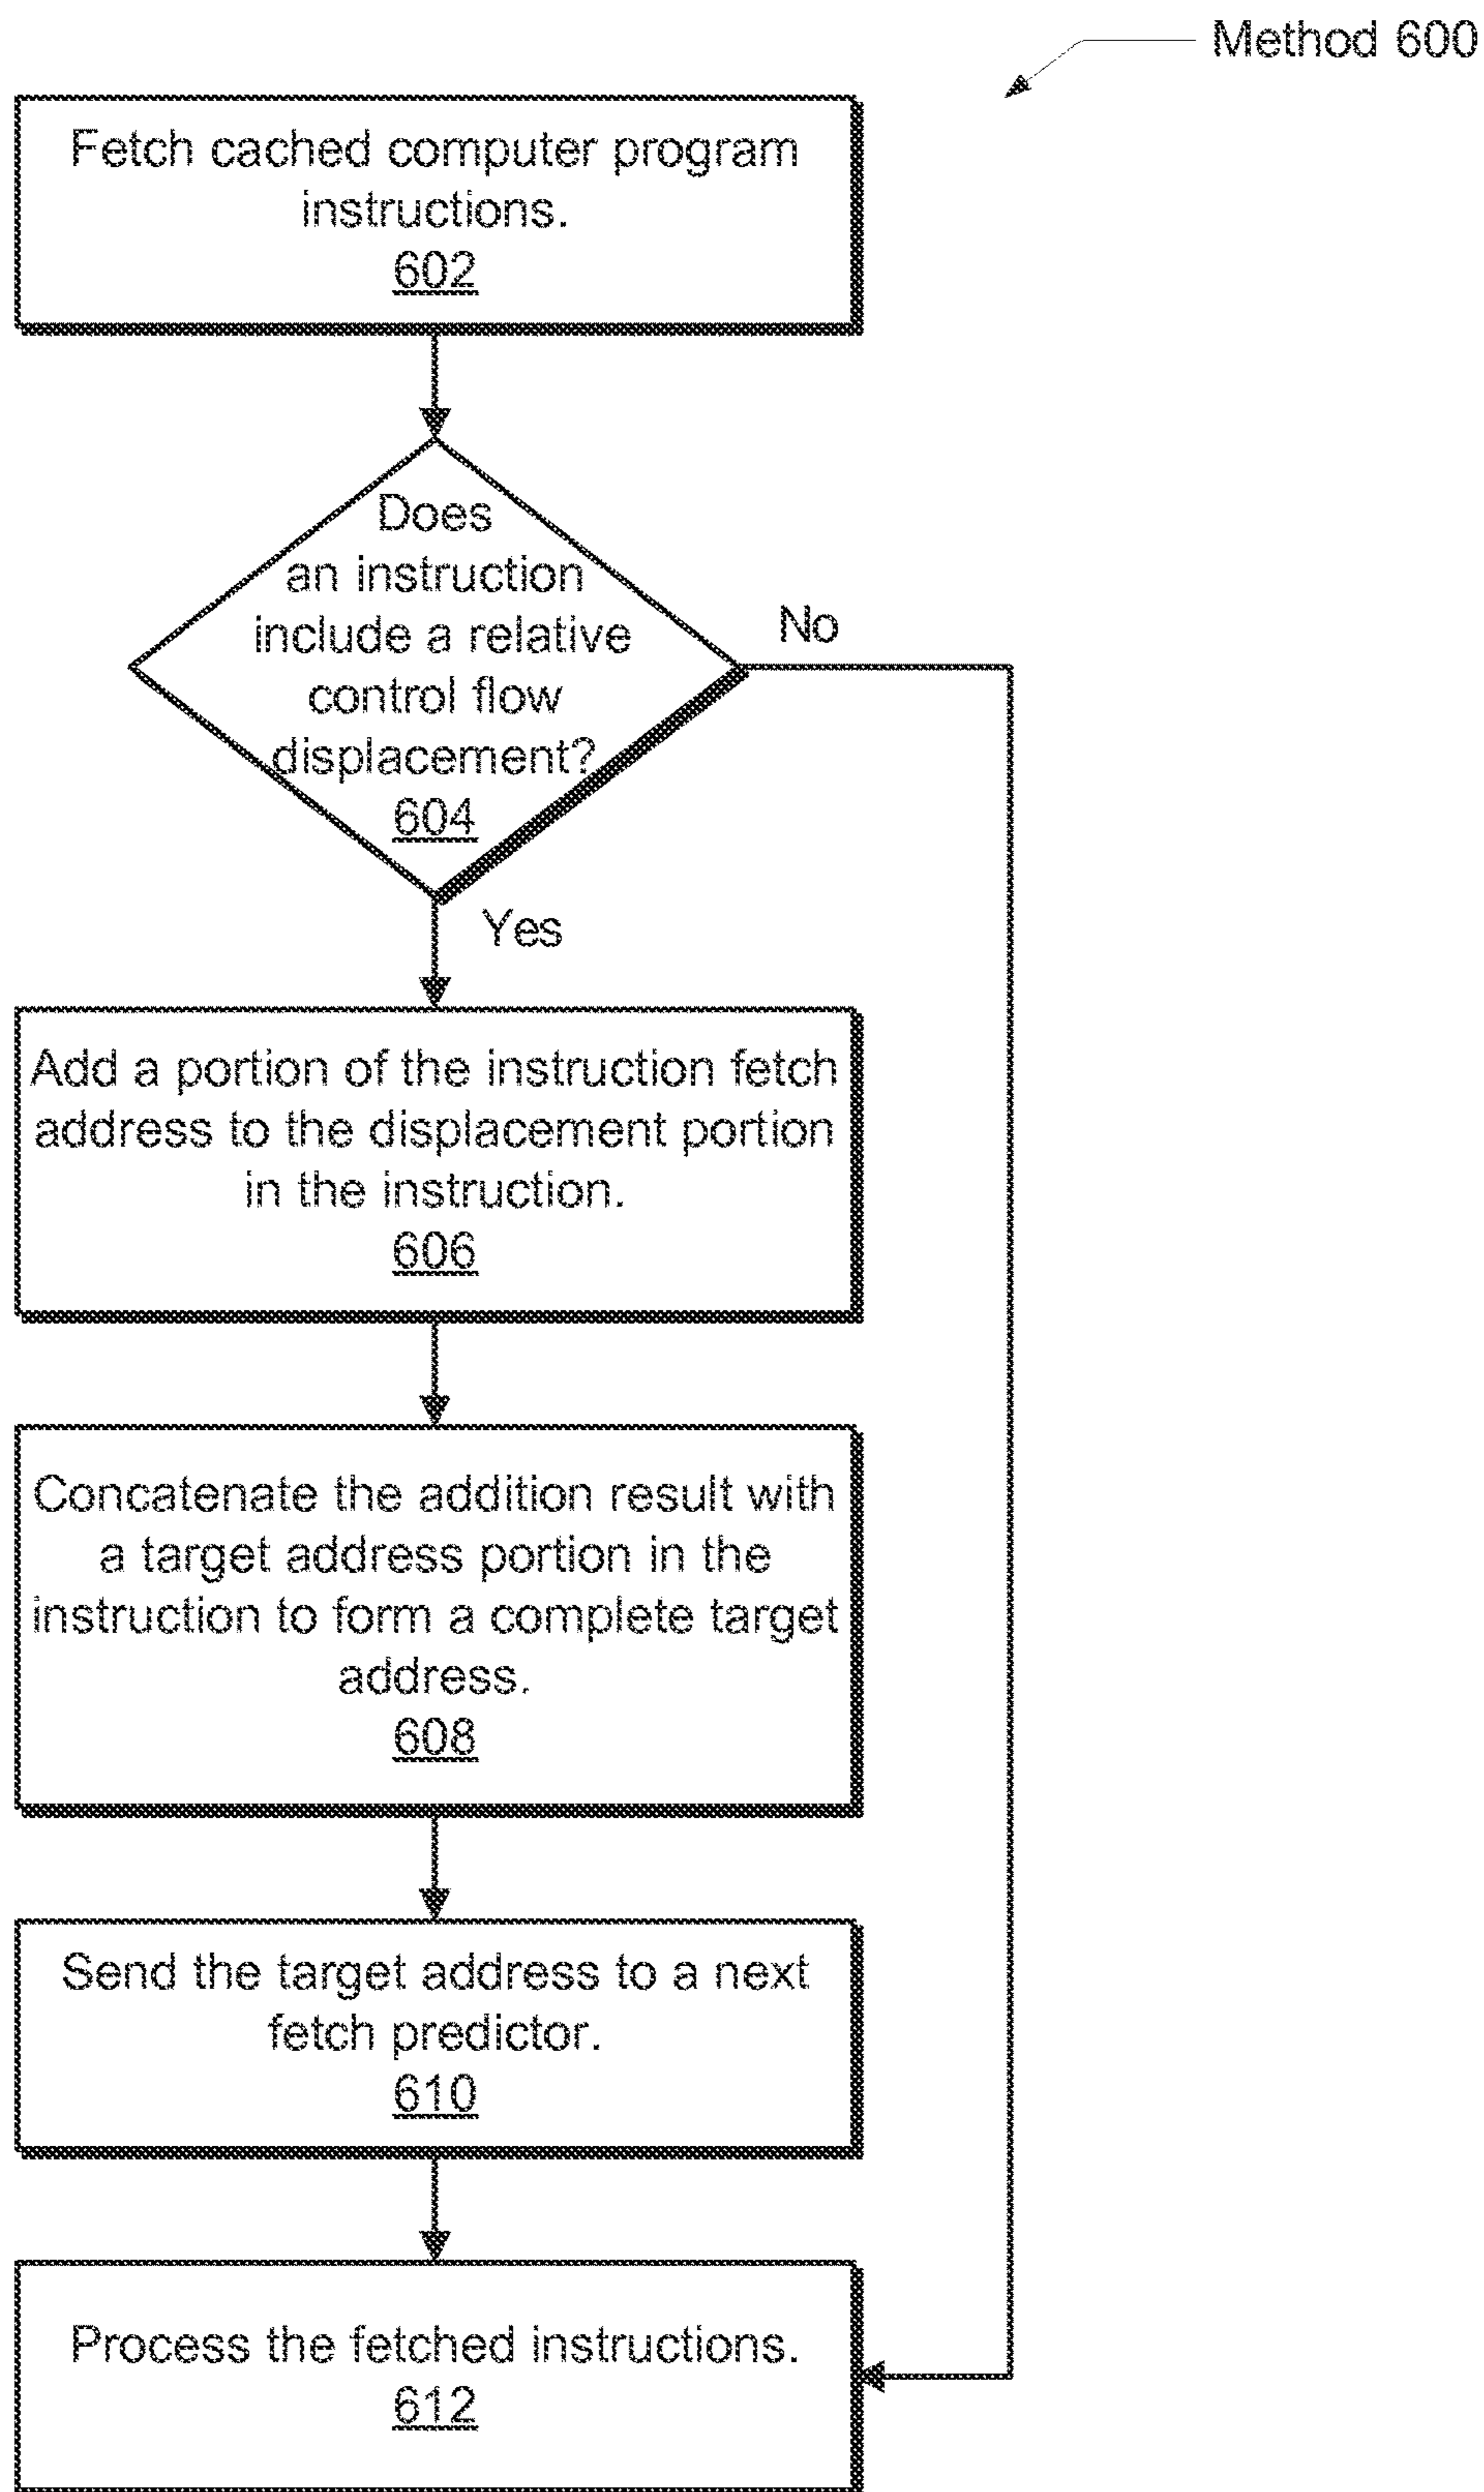 Method 600
Fetch cached computer program
instructions.
602
Does
an instruction
include a relative
control flow
displacement?
604
No
Yes
Add a portion of the instruction fetch
address to the displacement portion
in the instruction.
606
Concatenate the addition result with
a target address portion in the
instruction to form a complete target
address.
608
Send the target address to a next
fetch predictor.
610
Process the fetched instructions.
612